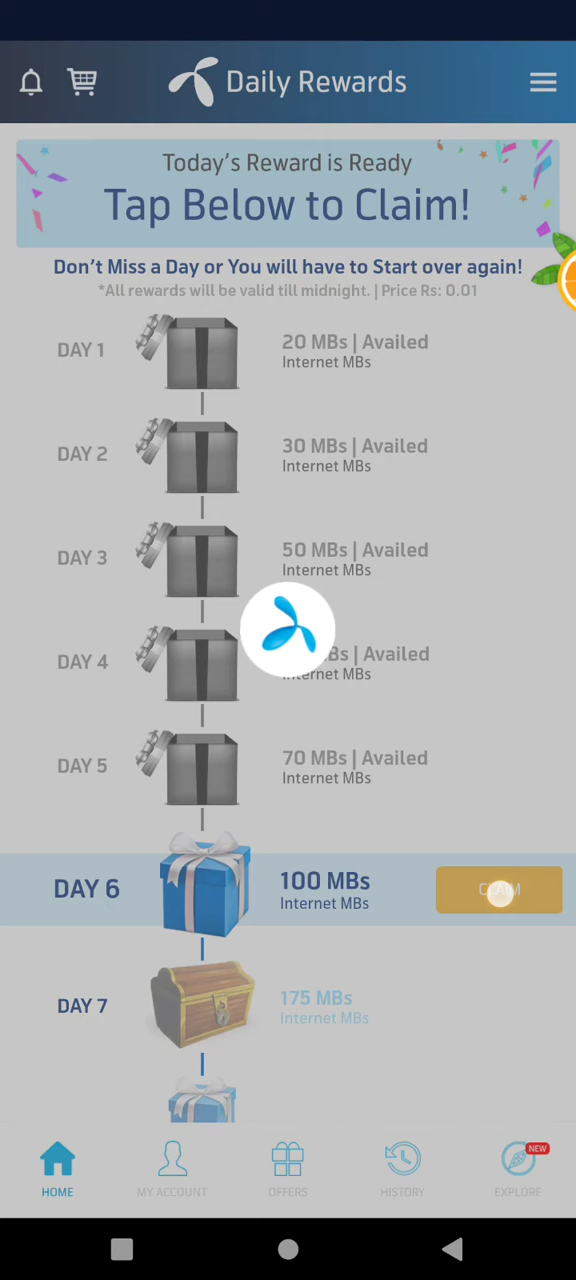 Daily Rewards
Today's Reward is Ready
Tap Below to Claim!
Don't Miss a Day or You will have to Start over again!
*All rewards will be valid till midnight. | Price Rs: 0.01
DAY 1
20 MBs | Availed
Internet MBs
DAY 2
30 MBs | Availed
Internet MBs
DAY 3
50 MBs | Availed
Internet MBs
DAY 4
MBs | Availed
Internet MBs
DAY 5
70 MBs | Availed
Internet MBs
DAY 6
100 MBs
Internet MBs
CLAIM
DAY 7
175 MBs
Internet MBs
NEW
HOME
MY ACCOUNT
OFFERS
HISTORY
EXPLORE